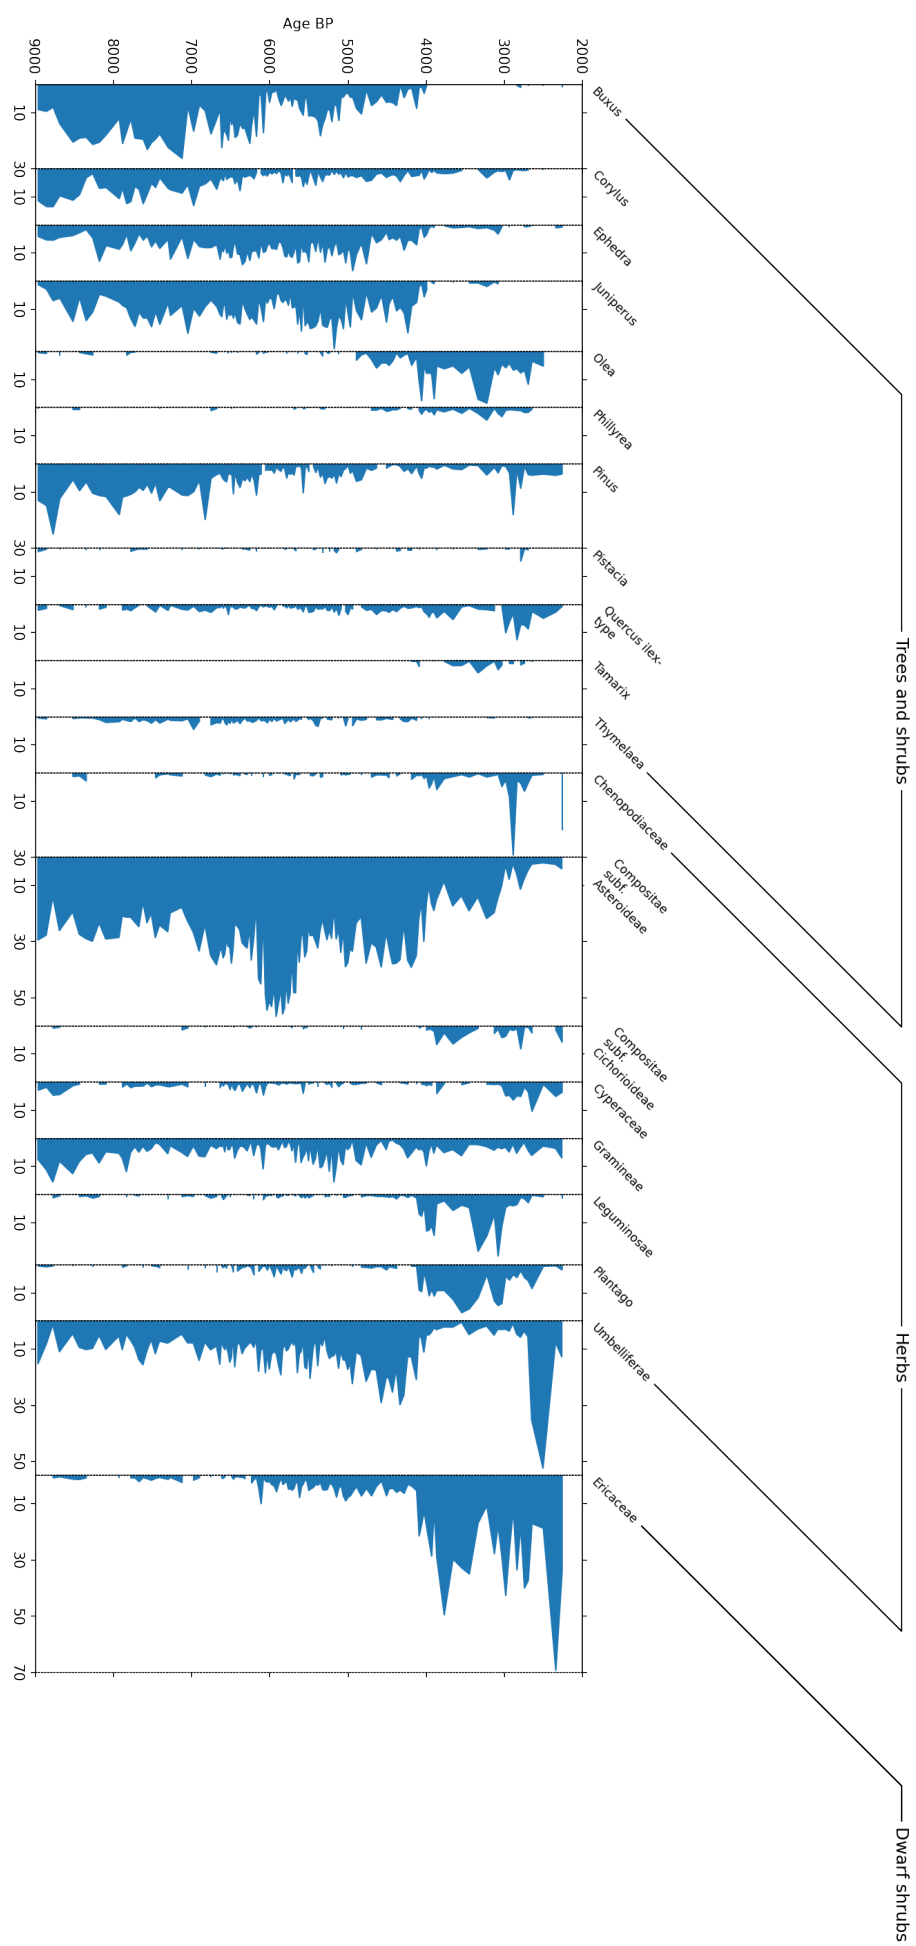 Trees and shrubs
Herbs
Dwarf shrubs
Buxus
Corylus
Ephedra
Juniperus
Olea
Phillyrea
Pinus
Pistacia
Quercus ilex-
type
Tamarix
Thymelaea
Chenopodiaceae
Compositae
subf.
Asteroideae
Compositae
subf.
Cichorioideae
Cyperaceae
Gramineae
Leguminosae
Plantago
Umbelliferae
Ericaceae
Age BP
2000
3000
4000
5000
6000
7000
8000
9000
10 30 10 10 10 10 10 10 30 10 10 10 10 10 30 10 30 50 10 10 10 10 10 10 30 50 10 30 50 70